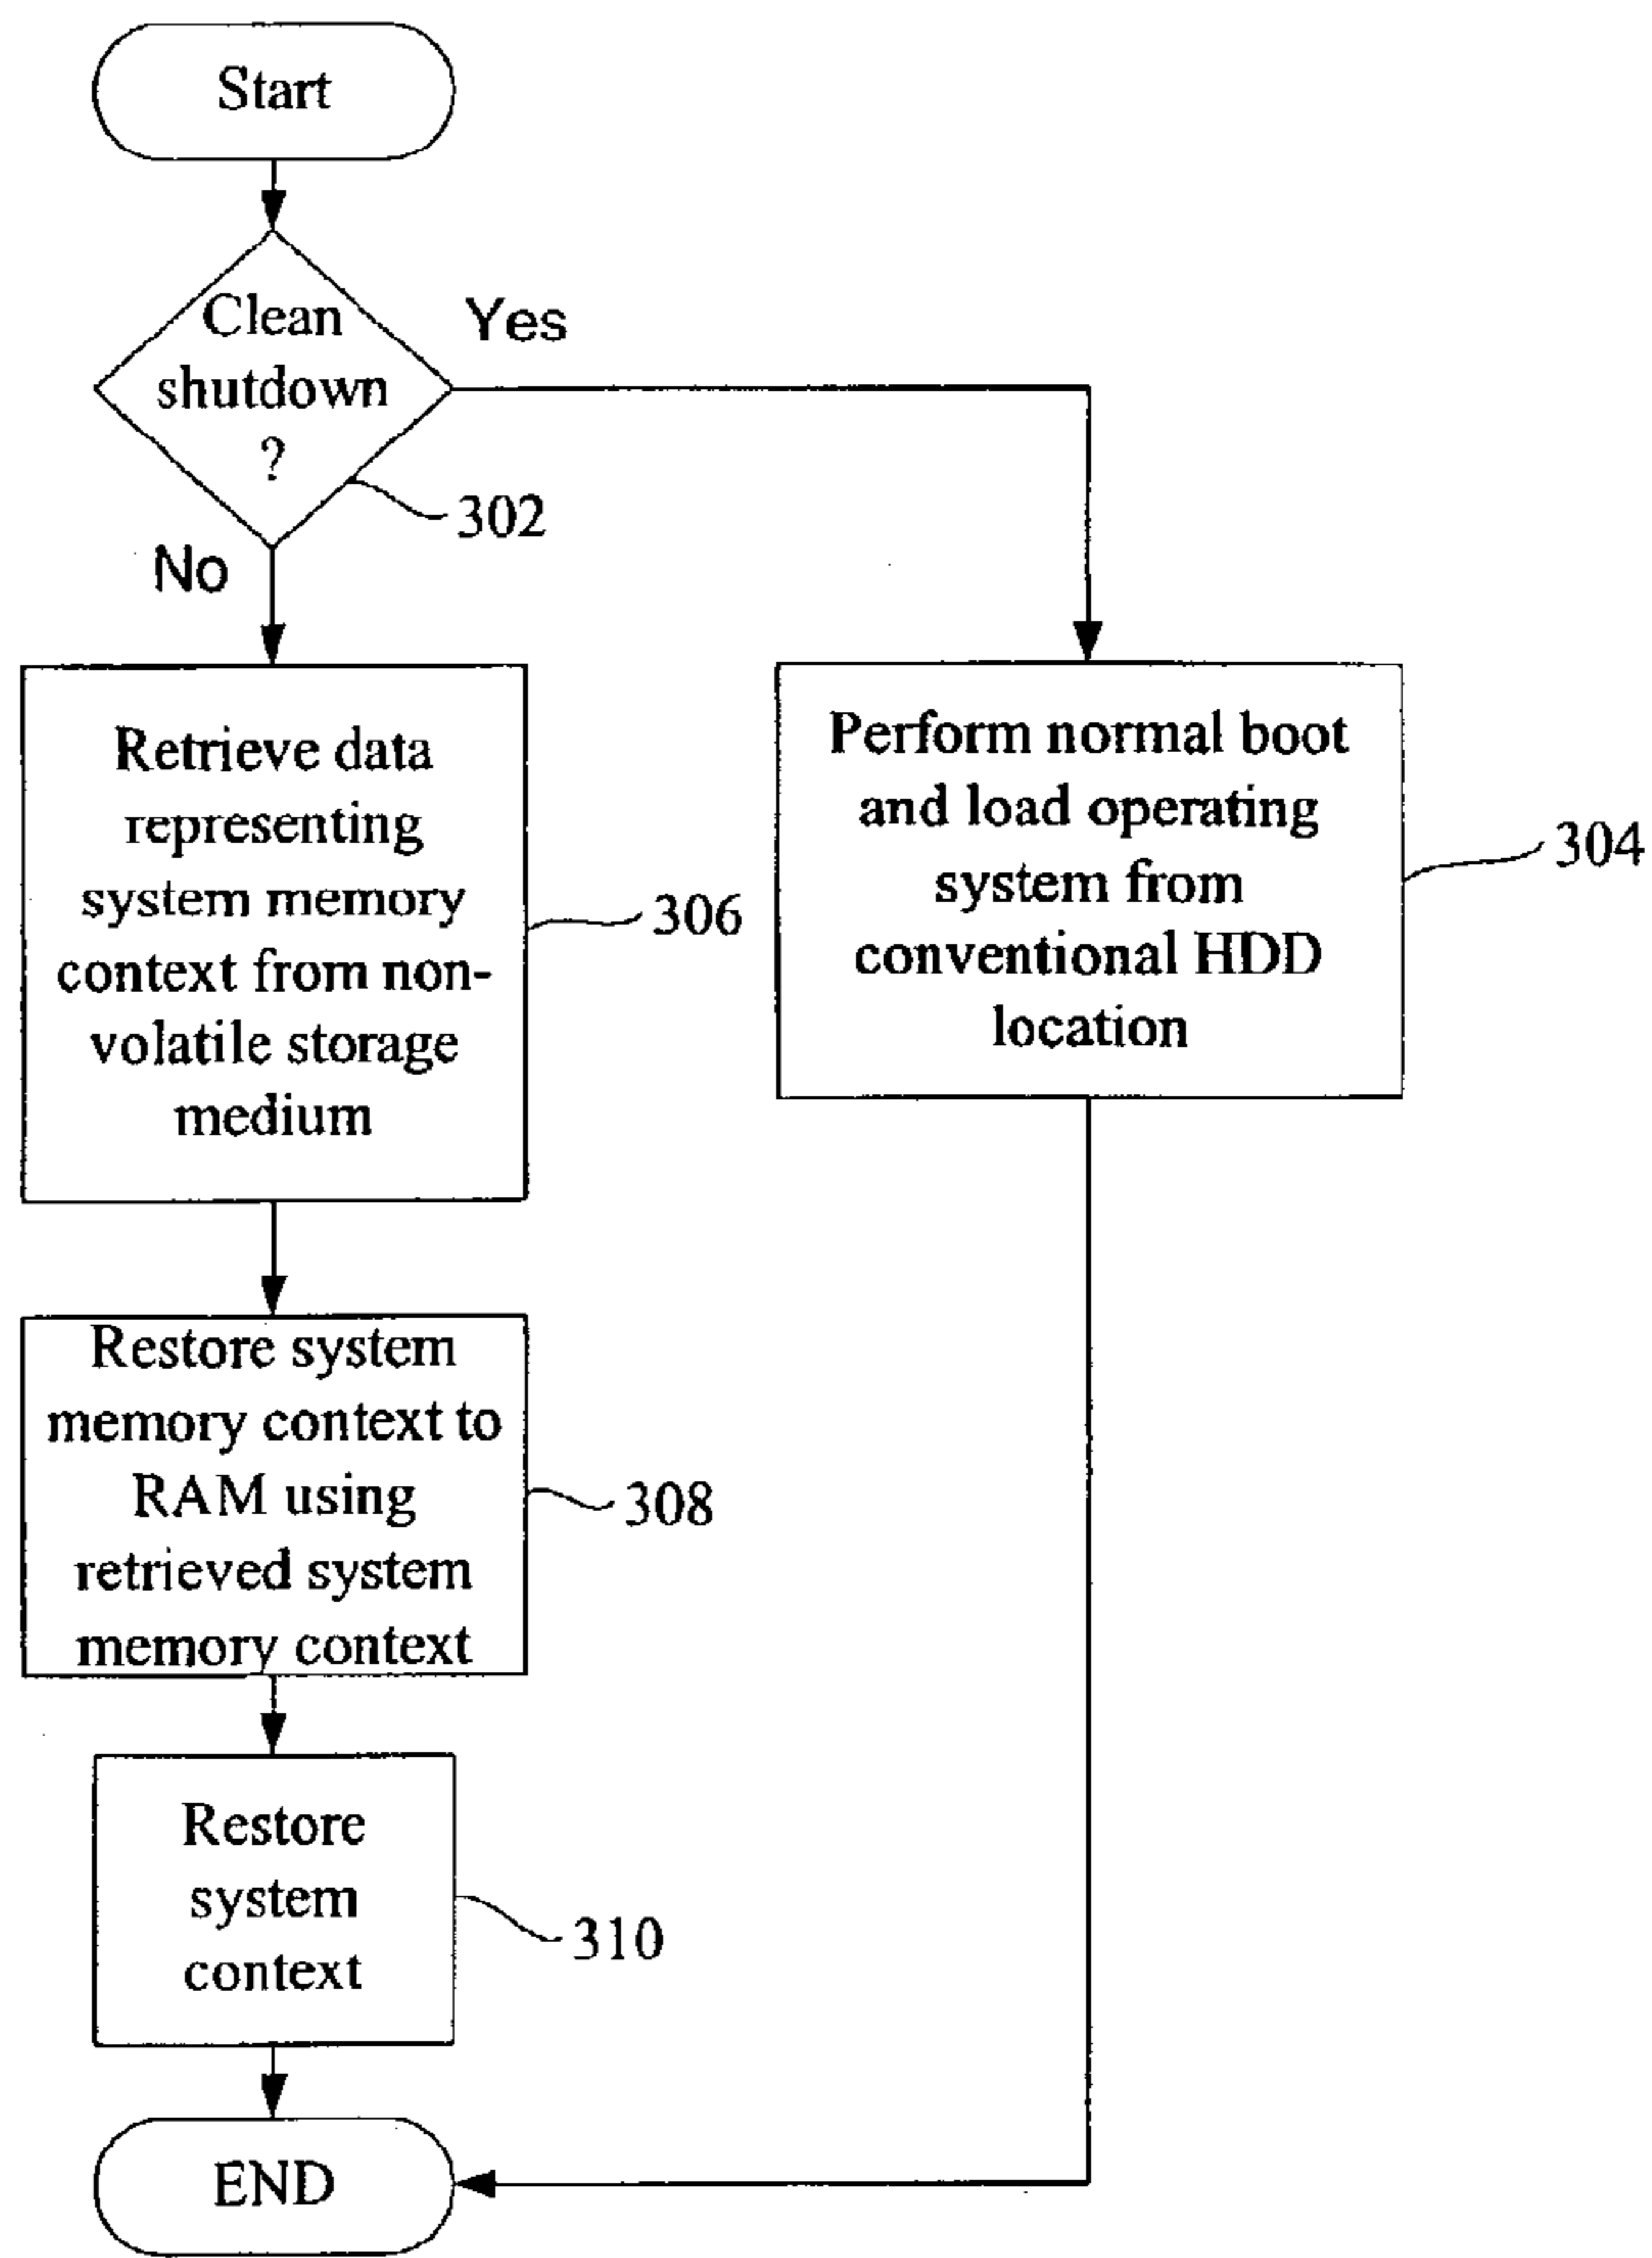 Start
Clean
shutdown
?
Yes
302
No
Retrieve data
representing
system memory
context from non-
volatile storage
medium
306
Perform normal boot
and load operating
system from
conventional HDD
location
304
Restore system
memory context to
RAM using
retrieved system
memory context
308
Restore
system
context
310
END